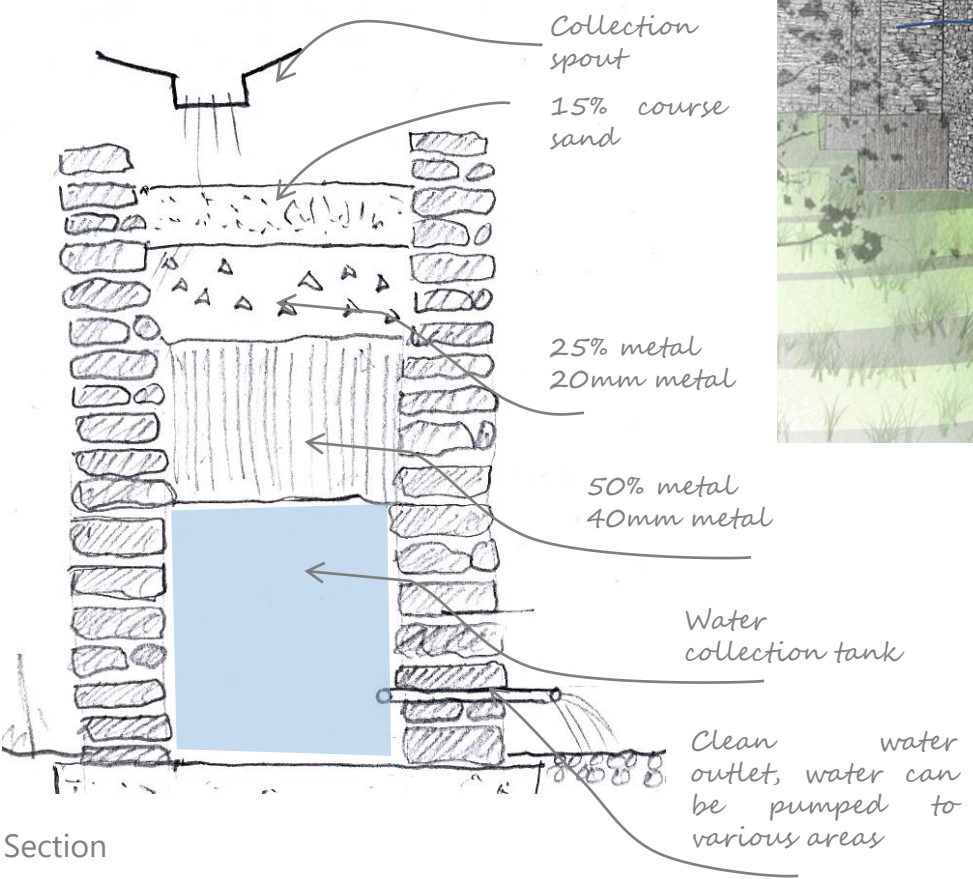 Collection
spout
15% course
sand
25% metal
20mm metal
50% metal
40mm metal
Water
collection tank
Clean water
outlet, water can
be pumped to
various areas
Section